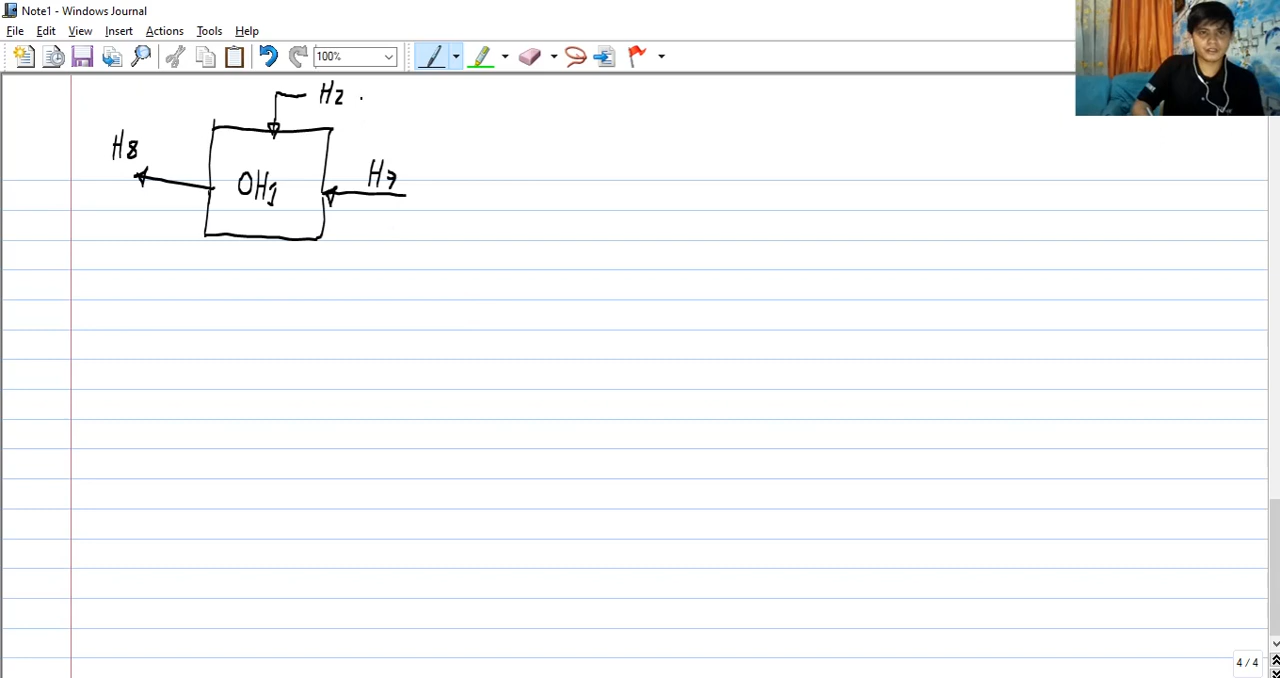 Note1 - Windows Journal
File Edit View Insert Actions Tools Help
100%
H2
H8
H7
OH1
4 / 4